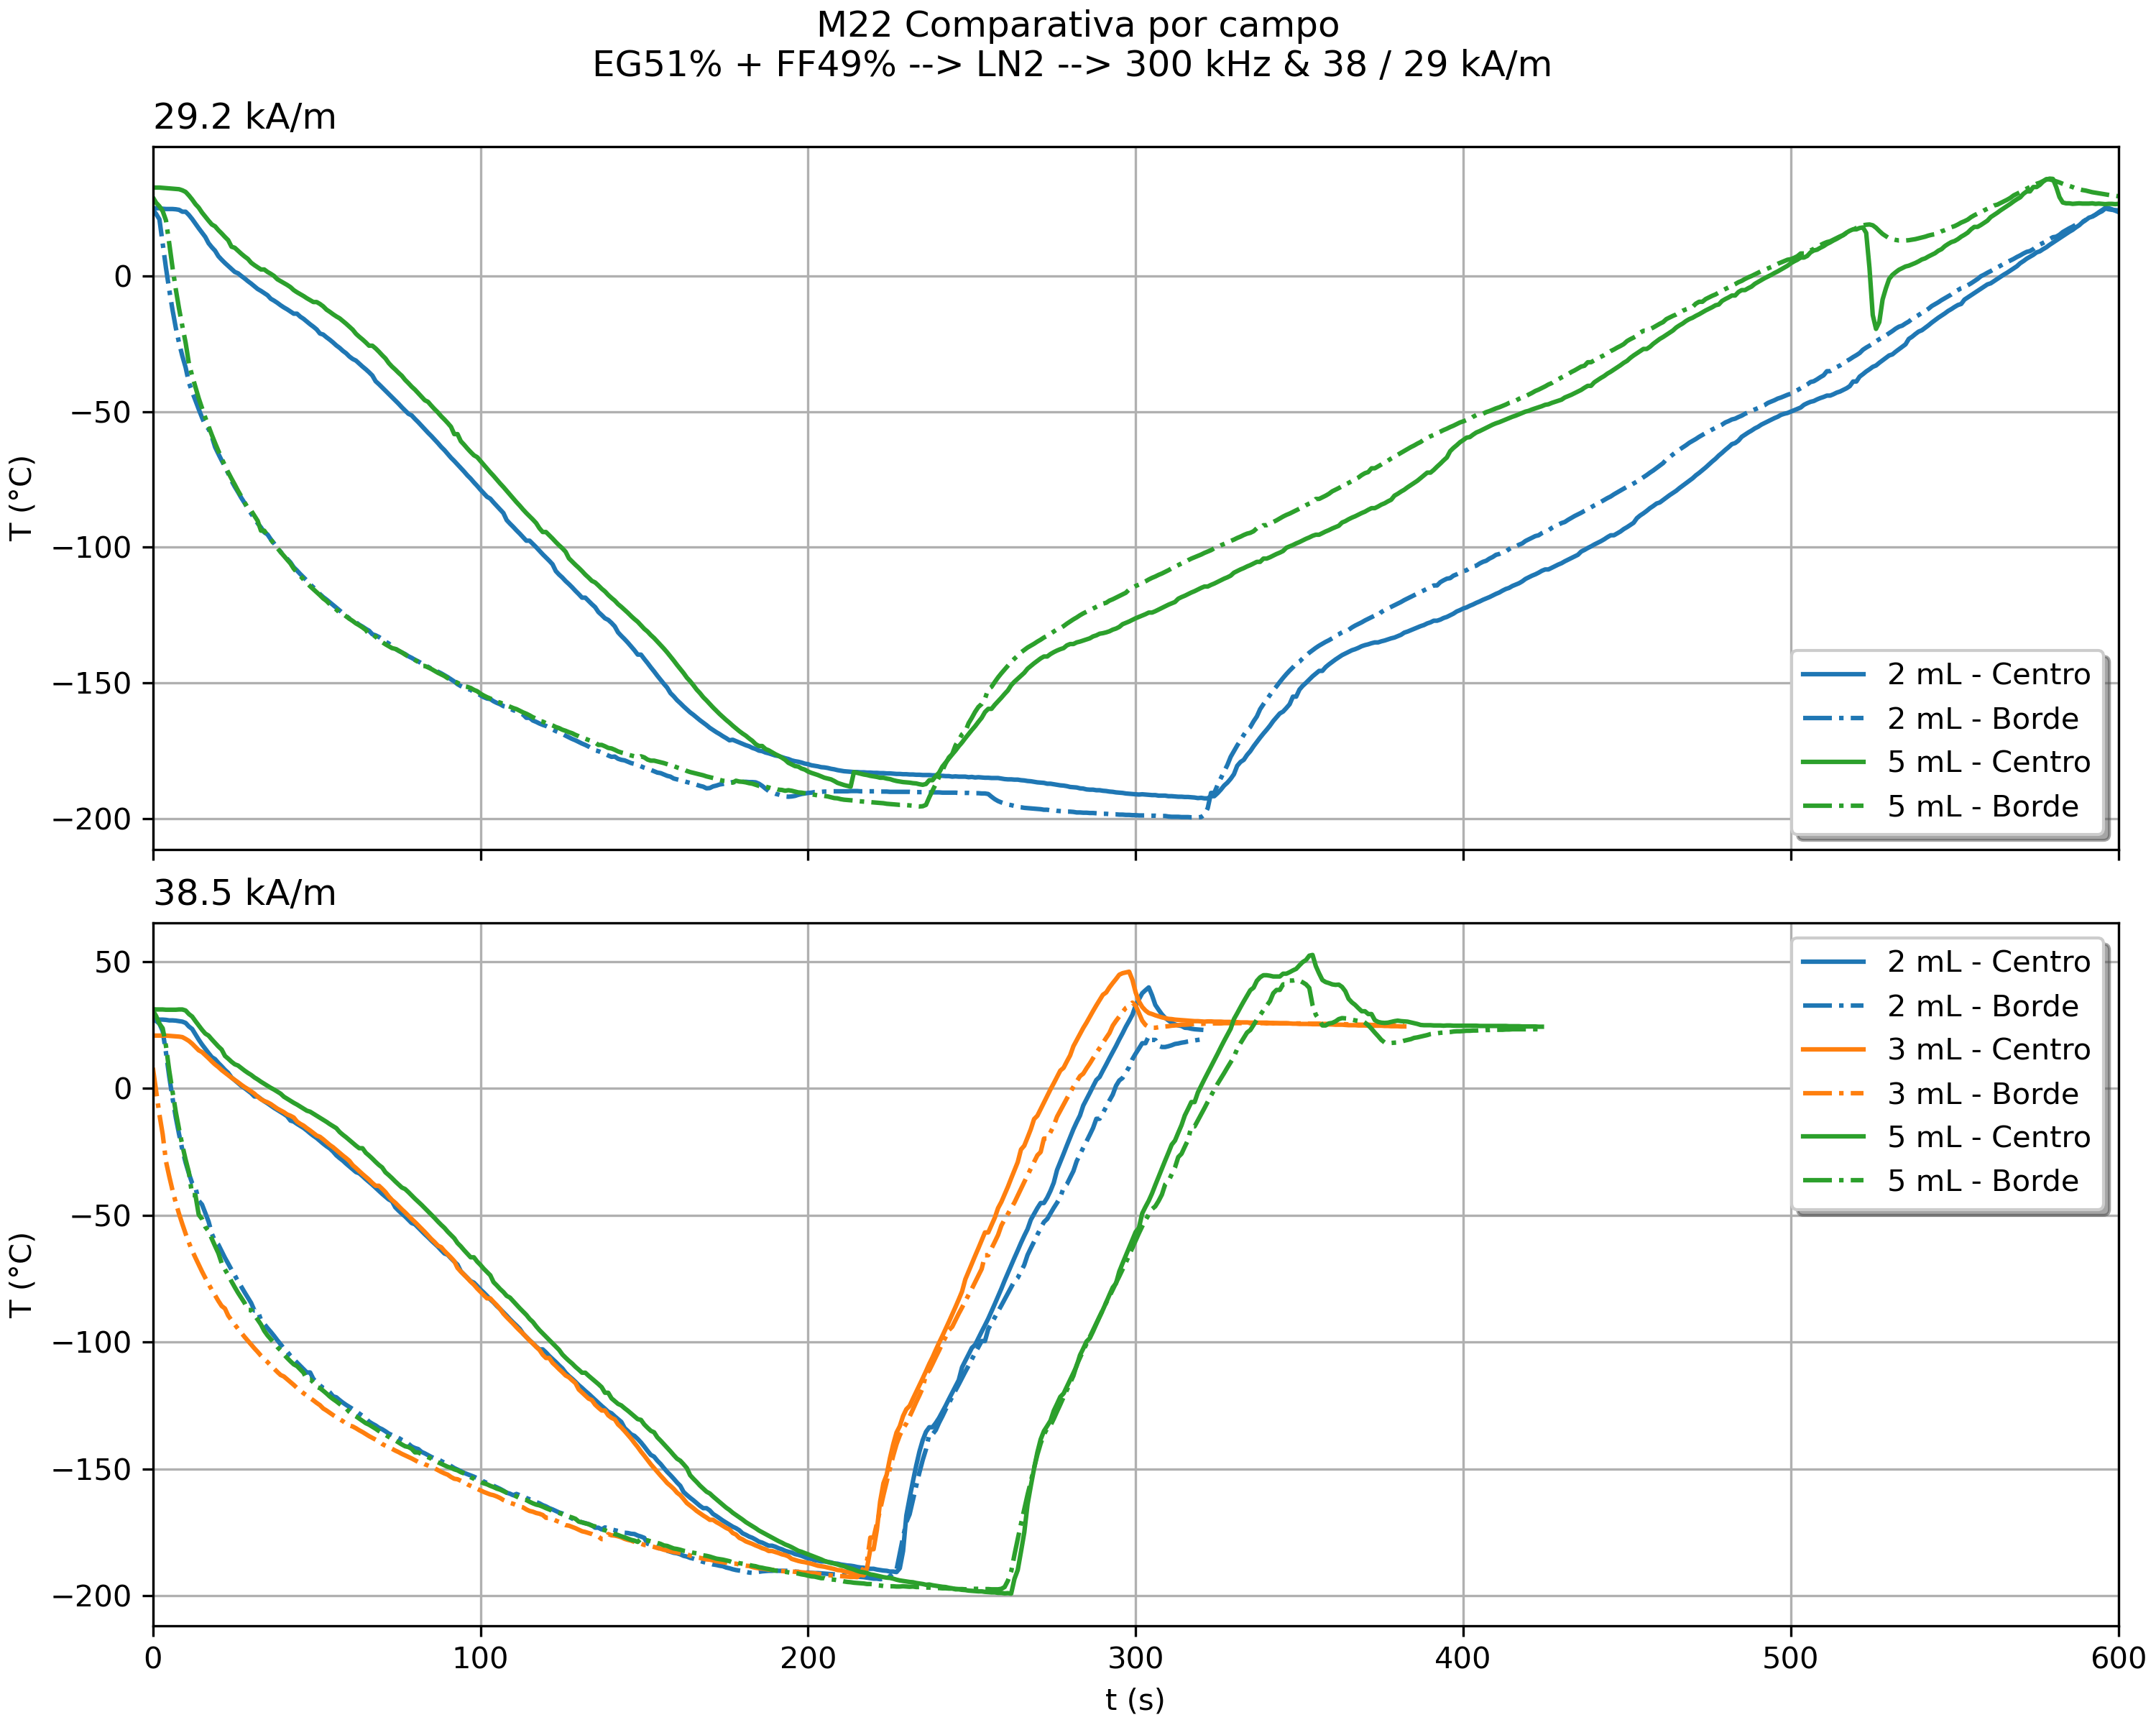 M22 Comparativa por campo
EG51% + FF49% --> LN2 --> 300 kHz & 38 / 29 kA/m
29.2 kA/m
T (°C)
0
−50
−100
−150
−200
2 mL - Centro
2 mL - Borde
5 mL - Centro
5 mL - Borde
38.5 kA/m
T (°C)
50
0
−50
−100
−150
−200
2 mL - Centro
2 mL - Borde
3 mL - Centro
3 mL - Borde
5 mL - Centro
5 mL - Borde
0 100 200 300 400 500 600
t (s)